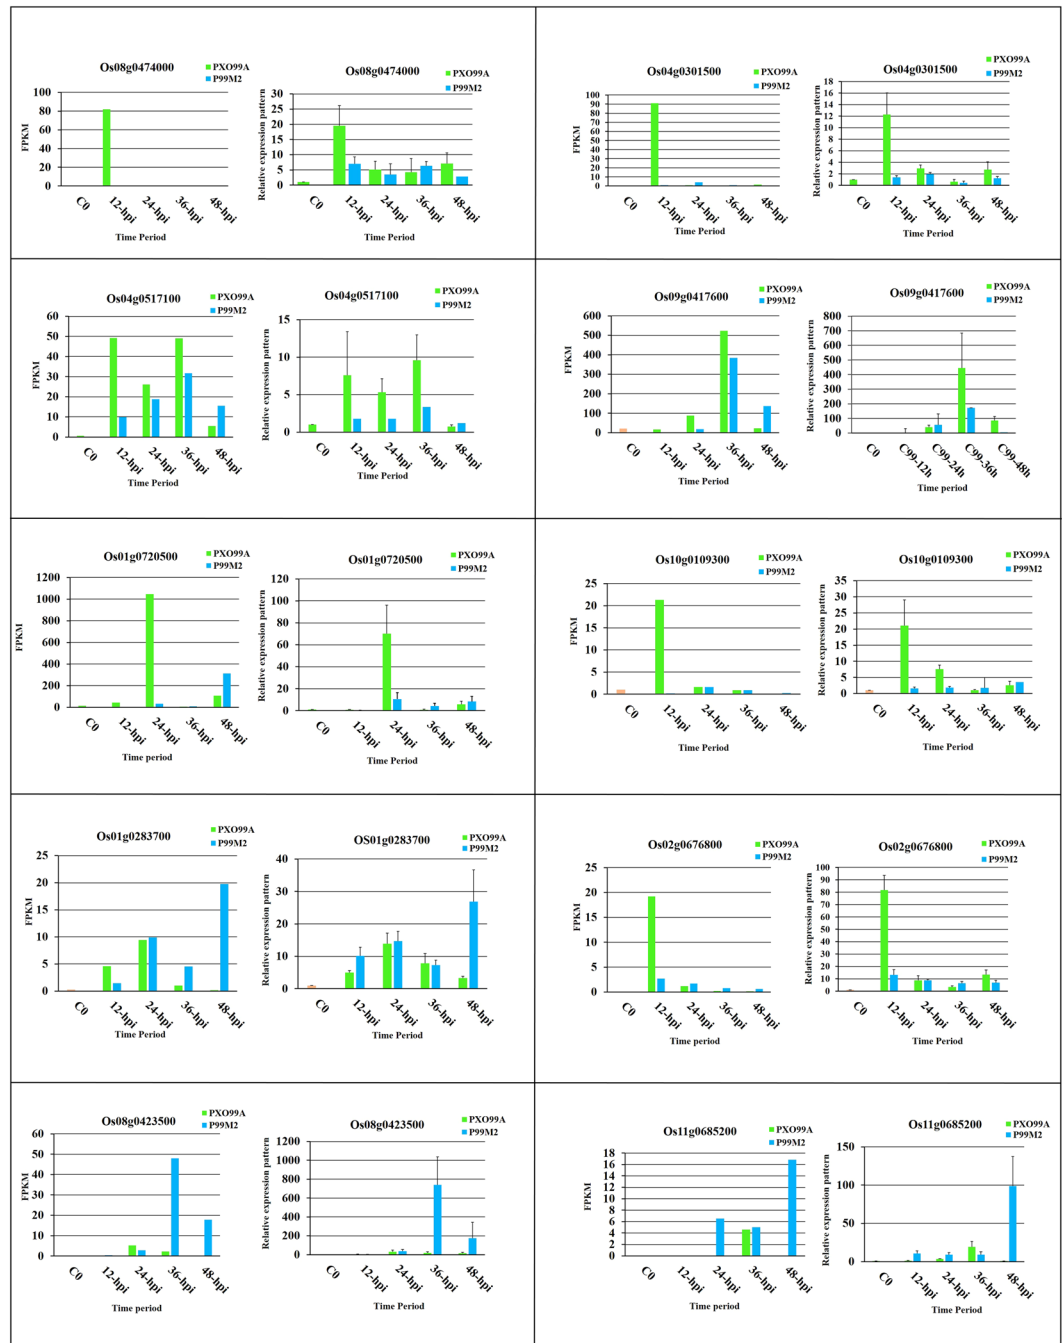 Os08g0474000
PXO99A
P99M2
FPKM
90
80
70
60
50
40
30
20
10
0
C0
12-hpi
24-hpi
36-hpi
48-hpi
Time Period
Os08g0474000
Relative expression pattern
30
25
20
15
10
5
0
C0
12-hpi
24-hpi
36-hpi
48-hpi
Time Period
Os04g0301500
FPKM
100
90
80
70
60
50
40
30
20
10
0
C0
12-hpi
24-hpi
36-hpi
48-hpi
Time Period
Os04g0301500
PXO99A
P99M2
Relative expression pattern
18
16
14
12
10
8
6
4
2
0
C0
12-hpi
24-hpi
36-hpi
48-hpi
Time Period
Os04g0517100
PXO99A
P99M2
FPKM
60
50
40
30
20
10
0
C0
12-hpi
24-hpi
36-hpi
48-hpi
Time Period
Os04g0517100
Relative expression pattern
15
10
5
0
C0
12-hpi
24-hpi
36-hpi
48-hpi
Time Period
Os09g0417600
PXO99A
P99M2
FPKM
600
500
400
300
200
100
0
C0
12-hpi
24-hpi
36-hpi
48-hpi
Time Period
Os09g0417600
PXO99A
P99M2
Relative expression pattern
800
700
600
500
400
300
200
100
0
C0
C99-12h
C99-24h
C99-36h
C99-48h
Time period
Os01g0720500
PXO99A
P99M2
FPKM
1200
1000
800
600
400
200
0
C0
12-hpi
24-hpi
36-hpi
48-hpi
Time period
Os01g0720500
PXO99A
P99M2
Relative expression pattern
120
100
80
60
40
20
0
C0
12-hpi
24-hpi
36-hpi
48-hpi
Time period
Os10g0109300
PXO99A
P99M2
FPKM
25
20
15
10
5
0
C0
12-hpi
24-hpi
36-hpi
48-hpi
Time Period
Os10g0109300
PXO99A
P99M2
Relative expression pattern
35
30
25
20
15
10
5
0
C0
12-hpi
24-hpi
36-hpi
48-hpi
Time Period
Os01g0283700
PXO99A
P99M2
FPKM
25
20
15
10
5
0
C0
12-hpi
24-hpi
36-hpi
48-hpi
Time Period
OS01g0283700
PXO99A
P99M2
Relative expression pattern
40
30
20
10
0
C0
12-hpi
24-hpi
36-hpi
48-hpi
Time Period
Os02g0676800
PXO99A
P99M2
FPKM
25
20
15
10
5
0
C0
12-hpi
24-hpi
36-hpi
48-hpi
Time period
Os02g0676800
PXO99A
P99M2
Relative expression pattern
100
90
80
70
60
50
40
30
20
10
0
C0
12-hpi
24-hpi
36-hpi
48-hpi
Time Period
Os08g0423500
PXO99A
P99M2
FPKM
60
50
40
30
20
10
0
C0
12-hpi
24-hpi
36-hpi
48-hpi
Time period
Os08g0423500
PXO99A
P99M2
Relative expression pattern
1200
1000
800
600
400
200
0
C0
12-hpi
24-hpi
36-hpi
48-hpi
Time Period
Os11g0685200
PXO99A
P99M2
FPKM
18
16
14
12
10
8
6
4
2
0
C0
12-hpi
24-hpi
36-hpi
48-hpi
Time Period
Os11g0685200
PXO99A
P99M2
Relative expression pattern
150
100
50
0
C0
12-hpi
24-hpi
36-hpi
48-hpi
Time Period